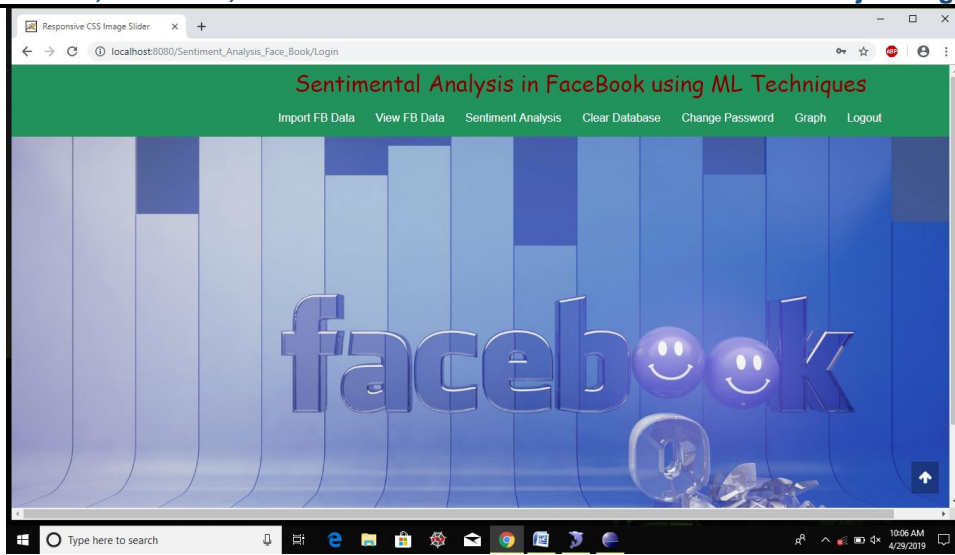 Responsive CSS Image Slider
localhost:8080/Sentiment_Analysis_Face_Book/Login
ABP
Sentimental Analysis in FaceBook using ML Techniques
Import FB Data View FB Data Sentiment Analysis Clear Database Change Password Graph Logout
facebook
Type here to search
10:06 AM
4/29/2019